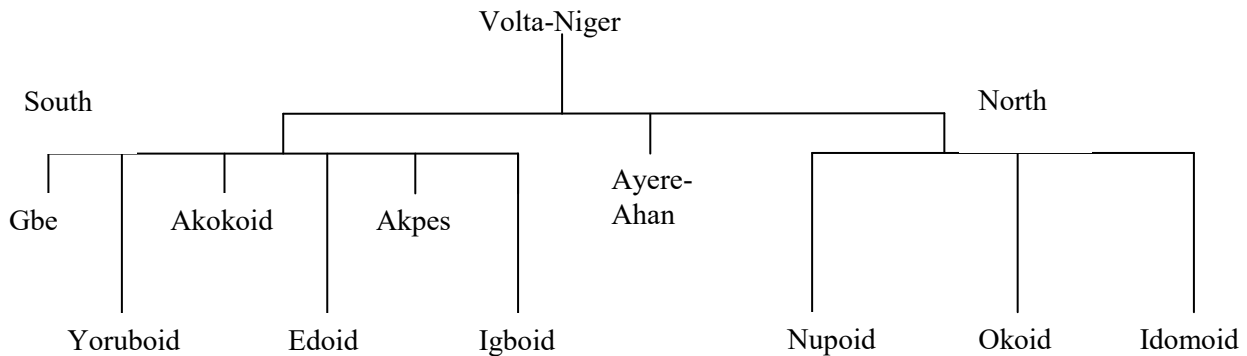 Volta-Niger
South
North
Gbe
Akokoid
Akpes
Ayere-
Ahan
Yoruboid
Edoid
Igboid
Nupoid
Okoid
Idomoid